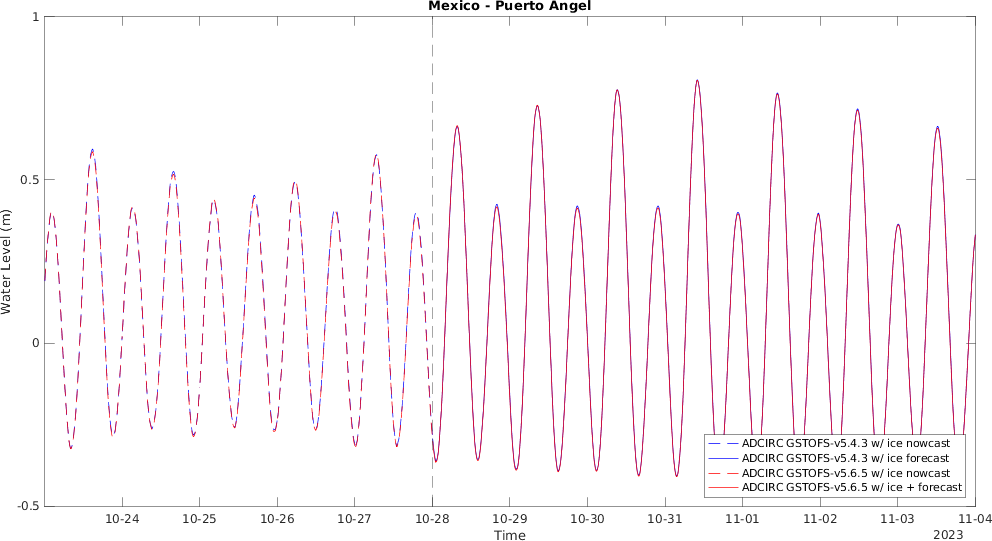 Mexico - Puerto Angel
1
0.5
0
-0.5
Water Level (m)
10-24 10-25 10-26 10-27 10-28 10-29 10-30 10-31 11-01 11-02 11-03 11-04
Time
2023
ADCIRC GSTOFS-v5.4.3 w/ ice nowcast
ADCIRC GSTOFS-v5.4.3 w/ ice forecast
ADCIRC GSTOFS-v5.6.5 w/ ice nowcast
ADCIRC GSTOFS-v5.6.5 w/ ice + forecast